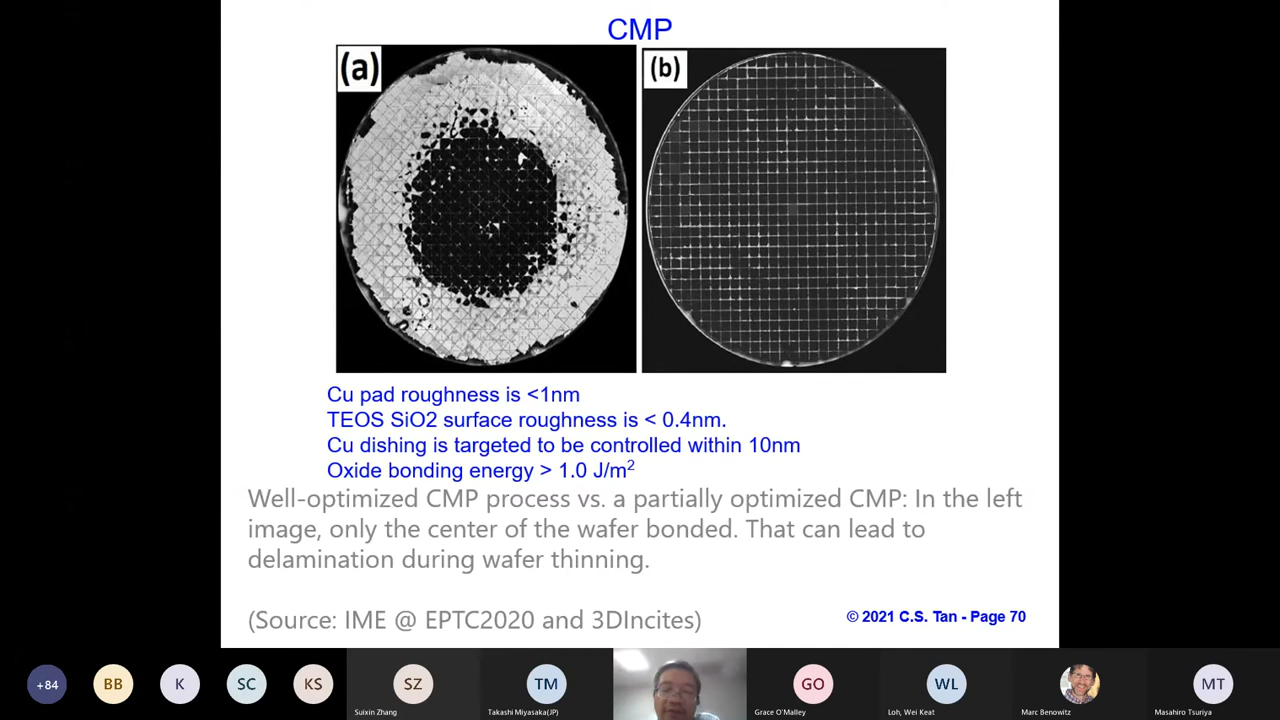 CMP
(a)
(b)
Cu pad roughness is <1nm
TEOS SiO2 surface roughness is < 0.4nm.
Cu dishing is targeted to be controlled within 10nm
Oxide bonding energy > 1.0 J/m2
Well-optimized CMP process vs. a partially optimized CMP: In the left
image, only the center of the wafer bonded. That can lead to
delamination during wafer thinning.
(Source: IME @ EPTC2020 and 3DIncites)
© 2021 C.S. Tan - Page 70
+84
BB
K
SC
KS
SZ
TM
GO
WL
MT
Suixin Zhang
Takashi Miyasaka(JP)
Grace O'Malley
Loh, Wei Keat
Marc Benowitz
Masahiro Tsuriya